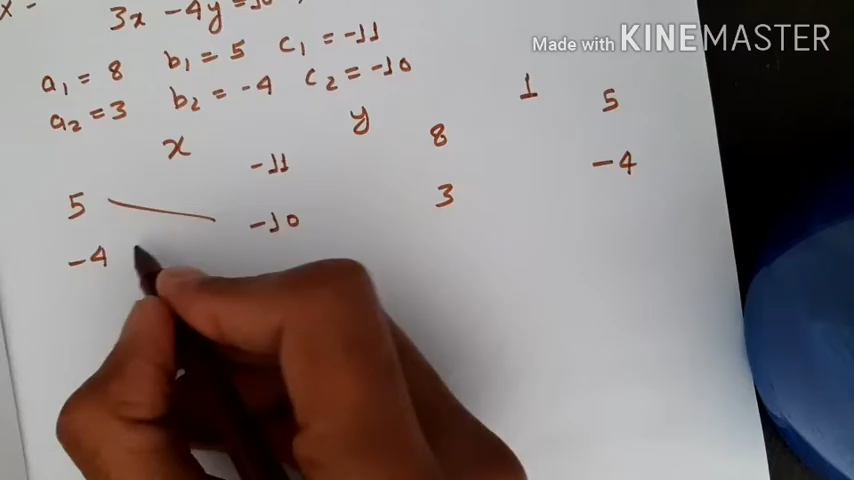 3x - 4y = 10
Made with KINEMASTER
a₁ = 8 b₁ = 5 c₁ = -11
a₂ = 3 b₂ = -4 c₂ = -10
x y 1
5 -11 8 5
-4 -10 3 -4